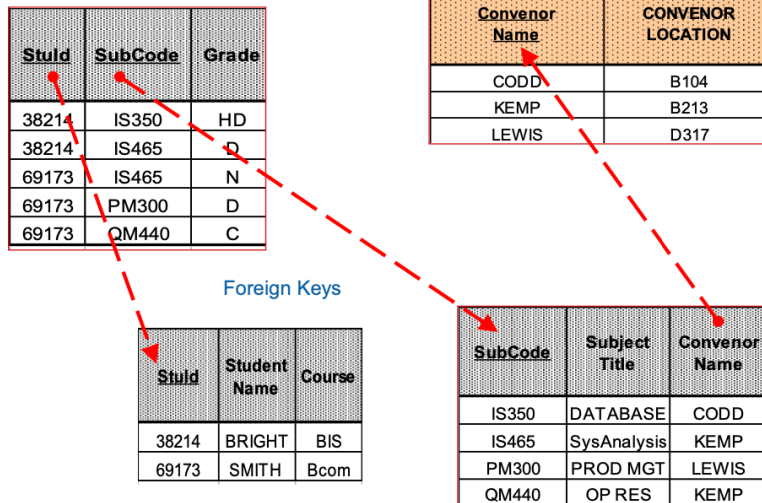 StuId SubCode Grade
38214 IS350 HD
38214 IS465 D
69173 IS465 N
69173 PM300 D
69173 QM440 C
Convenor CONVENOR
Name LOCATION
CODD B104
KEMP B213
LEWIS D317
Foreign Keys
StuId Student Name Course
38214 BRIGHT BIS
69173 SMITH Bcom
SubCode Subject Title Convenor Name
IS350 DATABASE CODD
IS465 SysAnalysis KEMP
PM300 PROD MGT LEWIS
QM440 OP RES KEMP